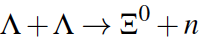 Λ + Λ → Ξ⁰ + n